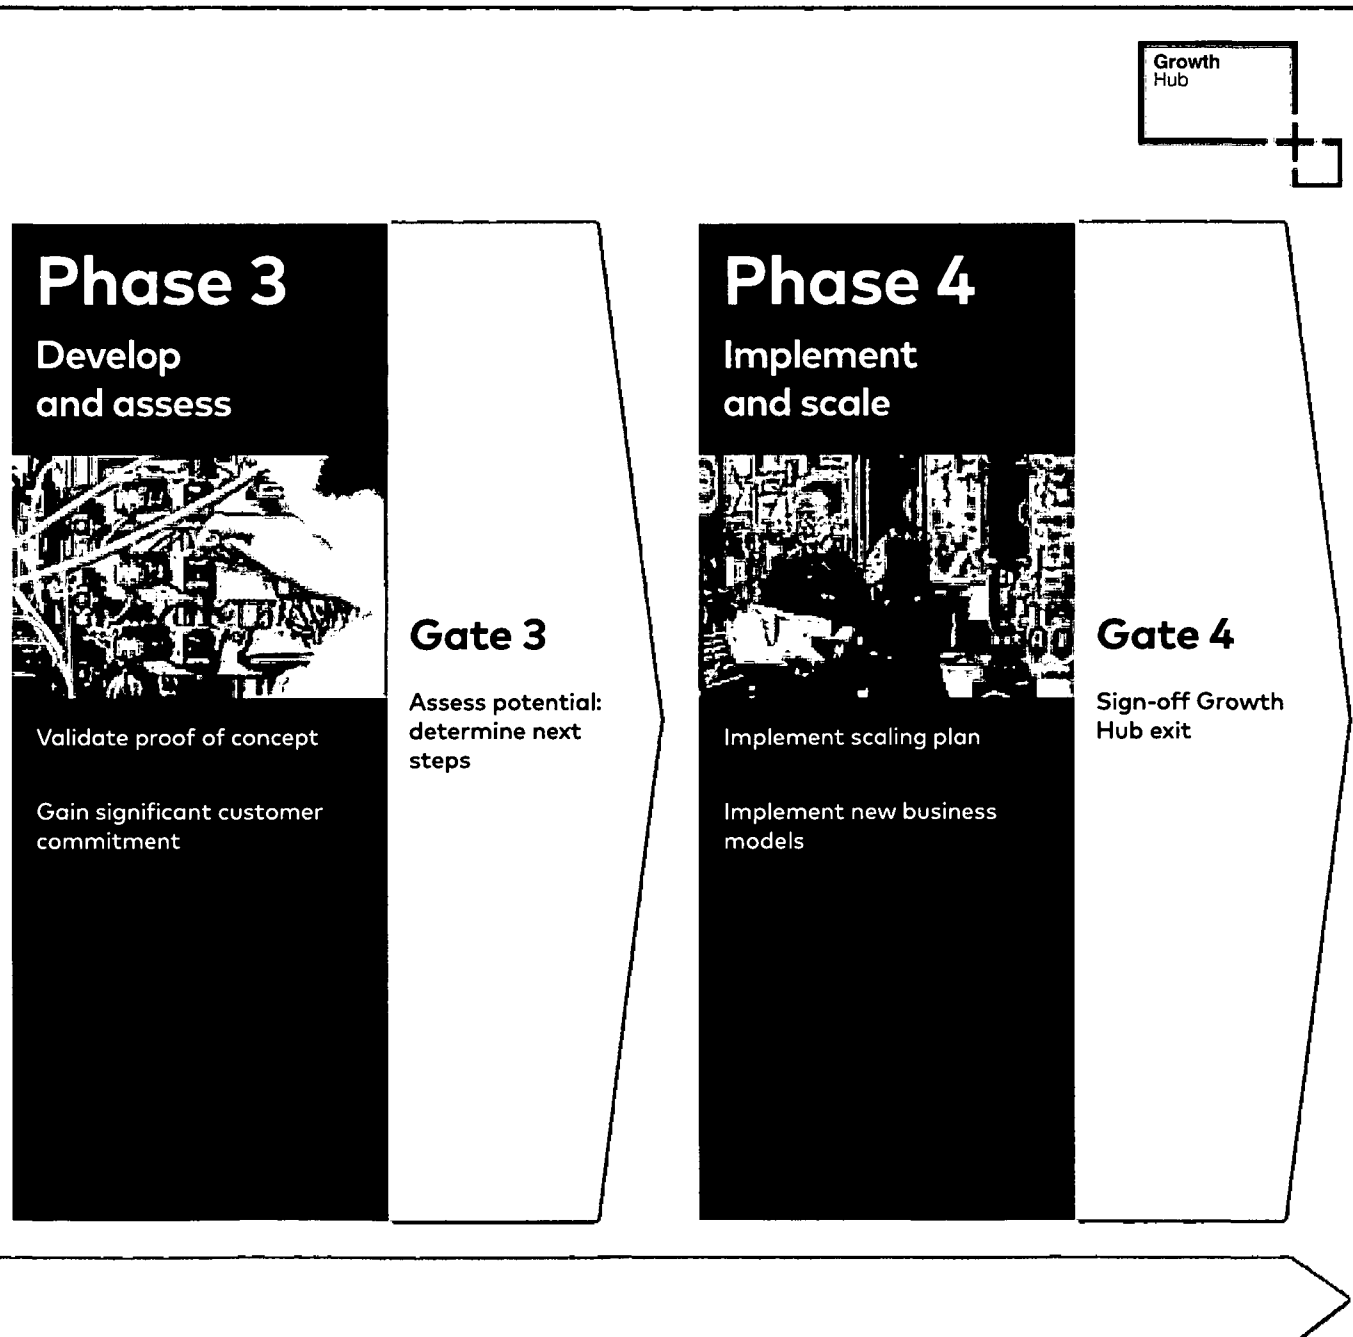 Growth
Hub
Phase 3
Develop
and assess
Validate proof of concept
Gain significant customer
commitment
Gate 3
Assess potential:
determine next
steps
Phase 4
Implement
and scale
Implement scaling plan
Implement new business
models
Gate 4
Sign-off Growth
Hub exit